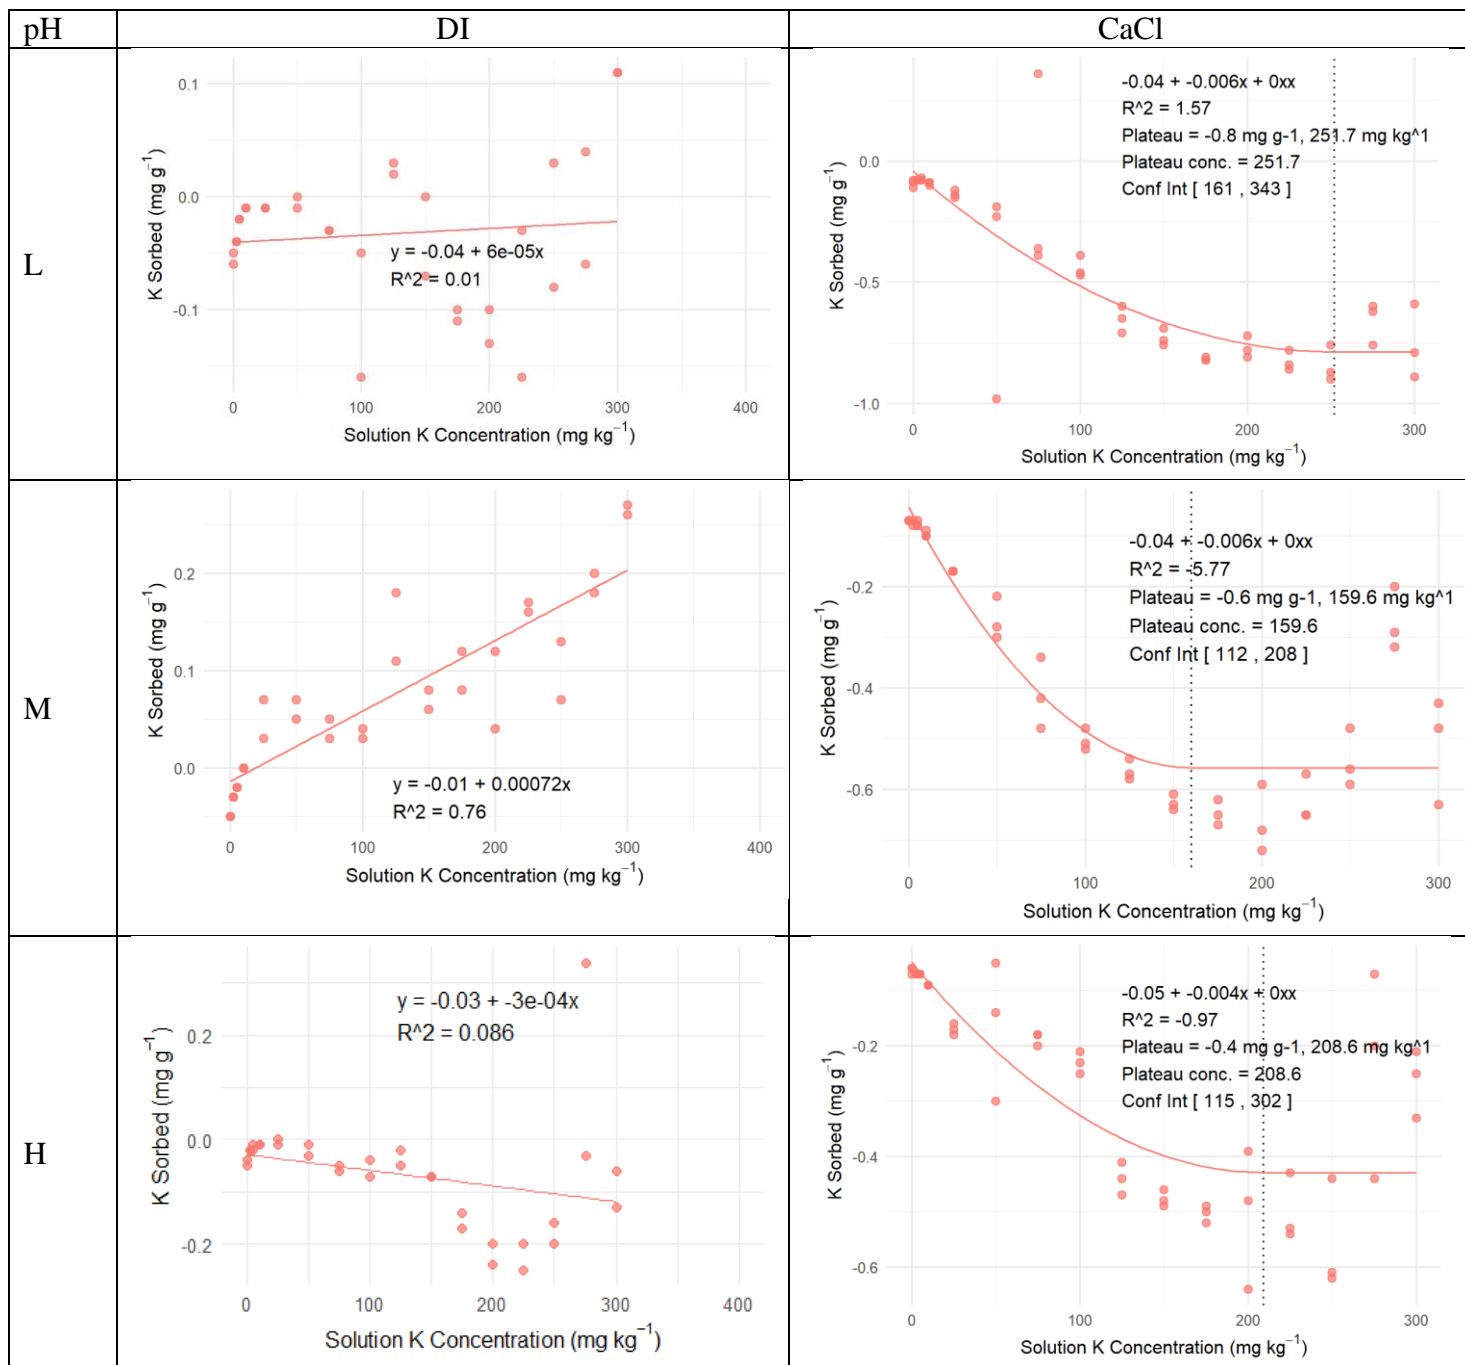 pH
DI
CaCl
L
0.1
0.0
-0.1
K Sorbed (mg g⁻¹)
y = -0.04 + 6e-05x
R^2 = 0.01
0
100
200
300
400
Solution K Concentration (mg kg⁻¹)
-0.04 + -0.006x + 0xx
R^2 = 1.57
Plateau = -0.8 mg g-1, 251.7 mg kg^1
Plateau conc. = 251.7
Conf Int [ 161 , 343 ]
0.0
-0.5
-1.0
K Sorbed (mg g⁻¹)
0
100
200
300
Solution K Concentration (mg kg⁻¹)
M
0.2
0.1
0.0
K Sorbed (mg g⁻¹)
y = -0.01 + 0.00072x
R^2 = 0.76
0
100
200
300
400
Solution K Concentration (mg kg⁻¹)
-0.04 + -0.006x + 0xx
R^2 = -5.77
Plateau = -0.6 mg g-1, 159.6 mg kg^1
Plateau conc. = 159.6
Conf Int [ 112 , 208 ]
-0.2
-0.4
-0.6
K Sorbed (mg g⁻¹)
0
100
200
300
Solution K Concentration (mg kg⁻¹)
H
y = -0.03 + -3e-04x
R^2 = 0.086
0.2
0.0
-0.2
K Sorbed (mg g⁻¹)
0
100
200
300
400
Solution K Concentration (mg kg⁻¹)
-0.05 + -0.004x + 0xx
R^2 = -0.97
Plateau = -0.4 mg g-1, 208.6 mg kg^1
Plateau conc. = 208.6
Conf Int [ 115 , 302 ]
-0.2
-0.4
-0.6
K Sorbed (mg g⁻¹)
0
100
200
300
Solution K Concentration (mg kg⁻¹)